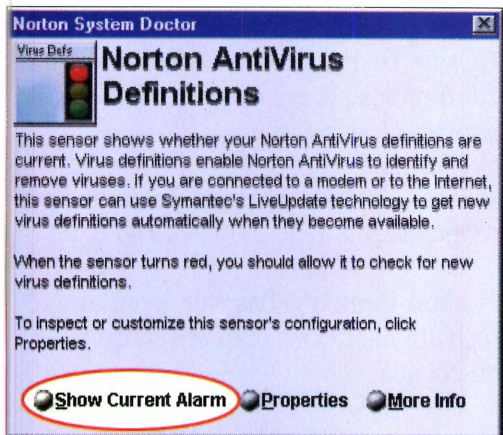 Norton System Doctor
Virus Defs
Norton AntiVirus
Definitions
This sensor shows whether your Norton AntiVirus definitions are
current. Virus definitions enable Norton AntiVirus to identify and
remove viruses. If you are connected to a modem or to the Internet,
this sensor can use Symantec's LiveUpdate technology to get new
virus definitions automatically when they become available.
When the sensor turns red, you should allow it to check for new
virus definitions.
To inspect or customize this sensor's configuration, click
Properties.
Show Current Alarm Properties More Info